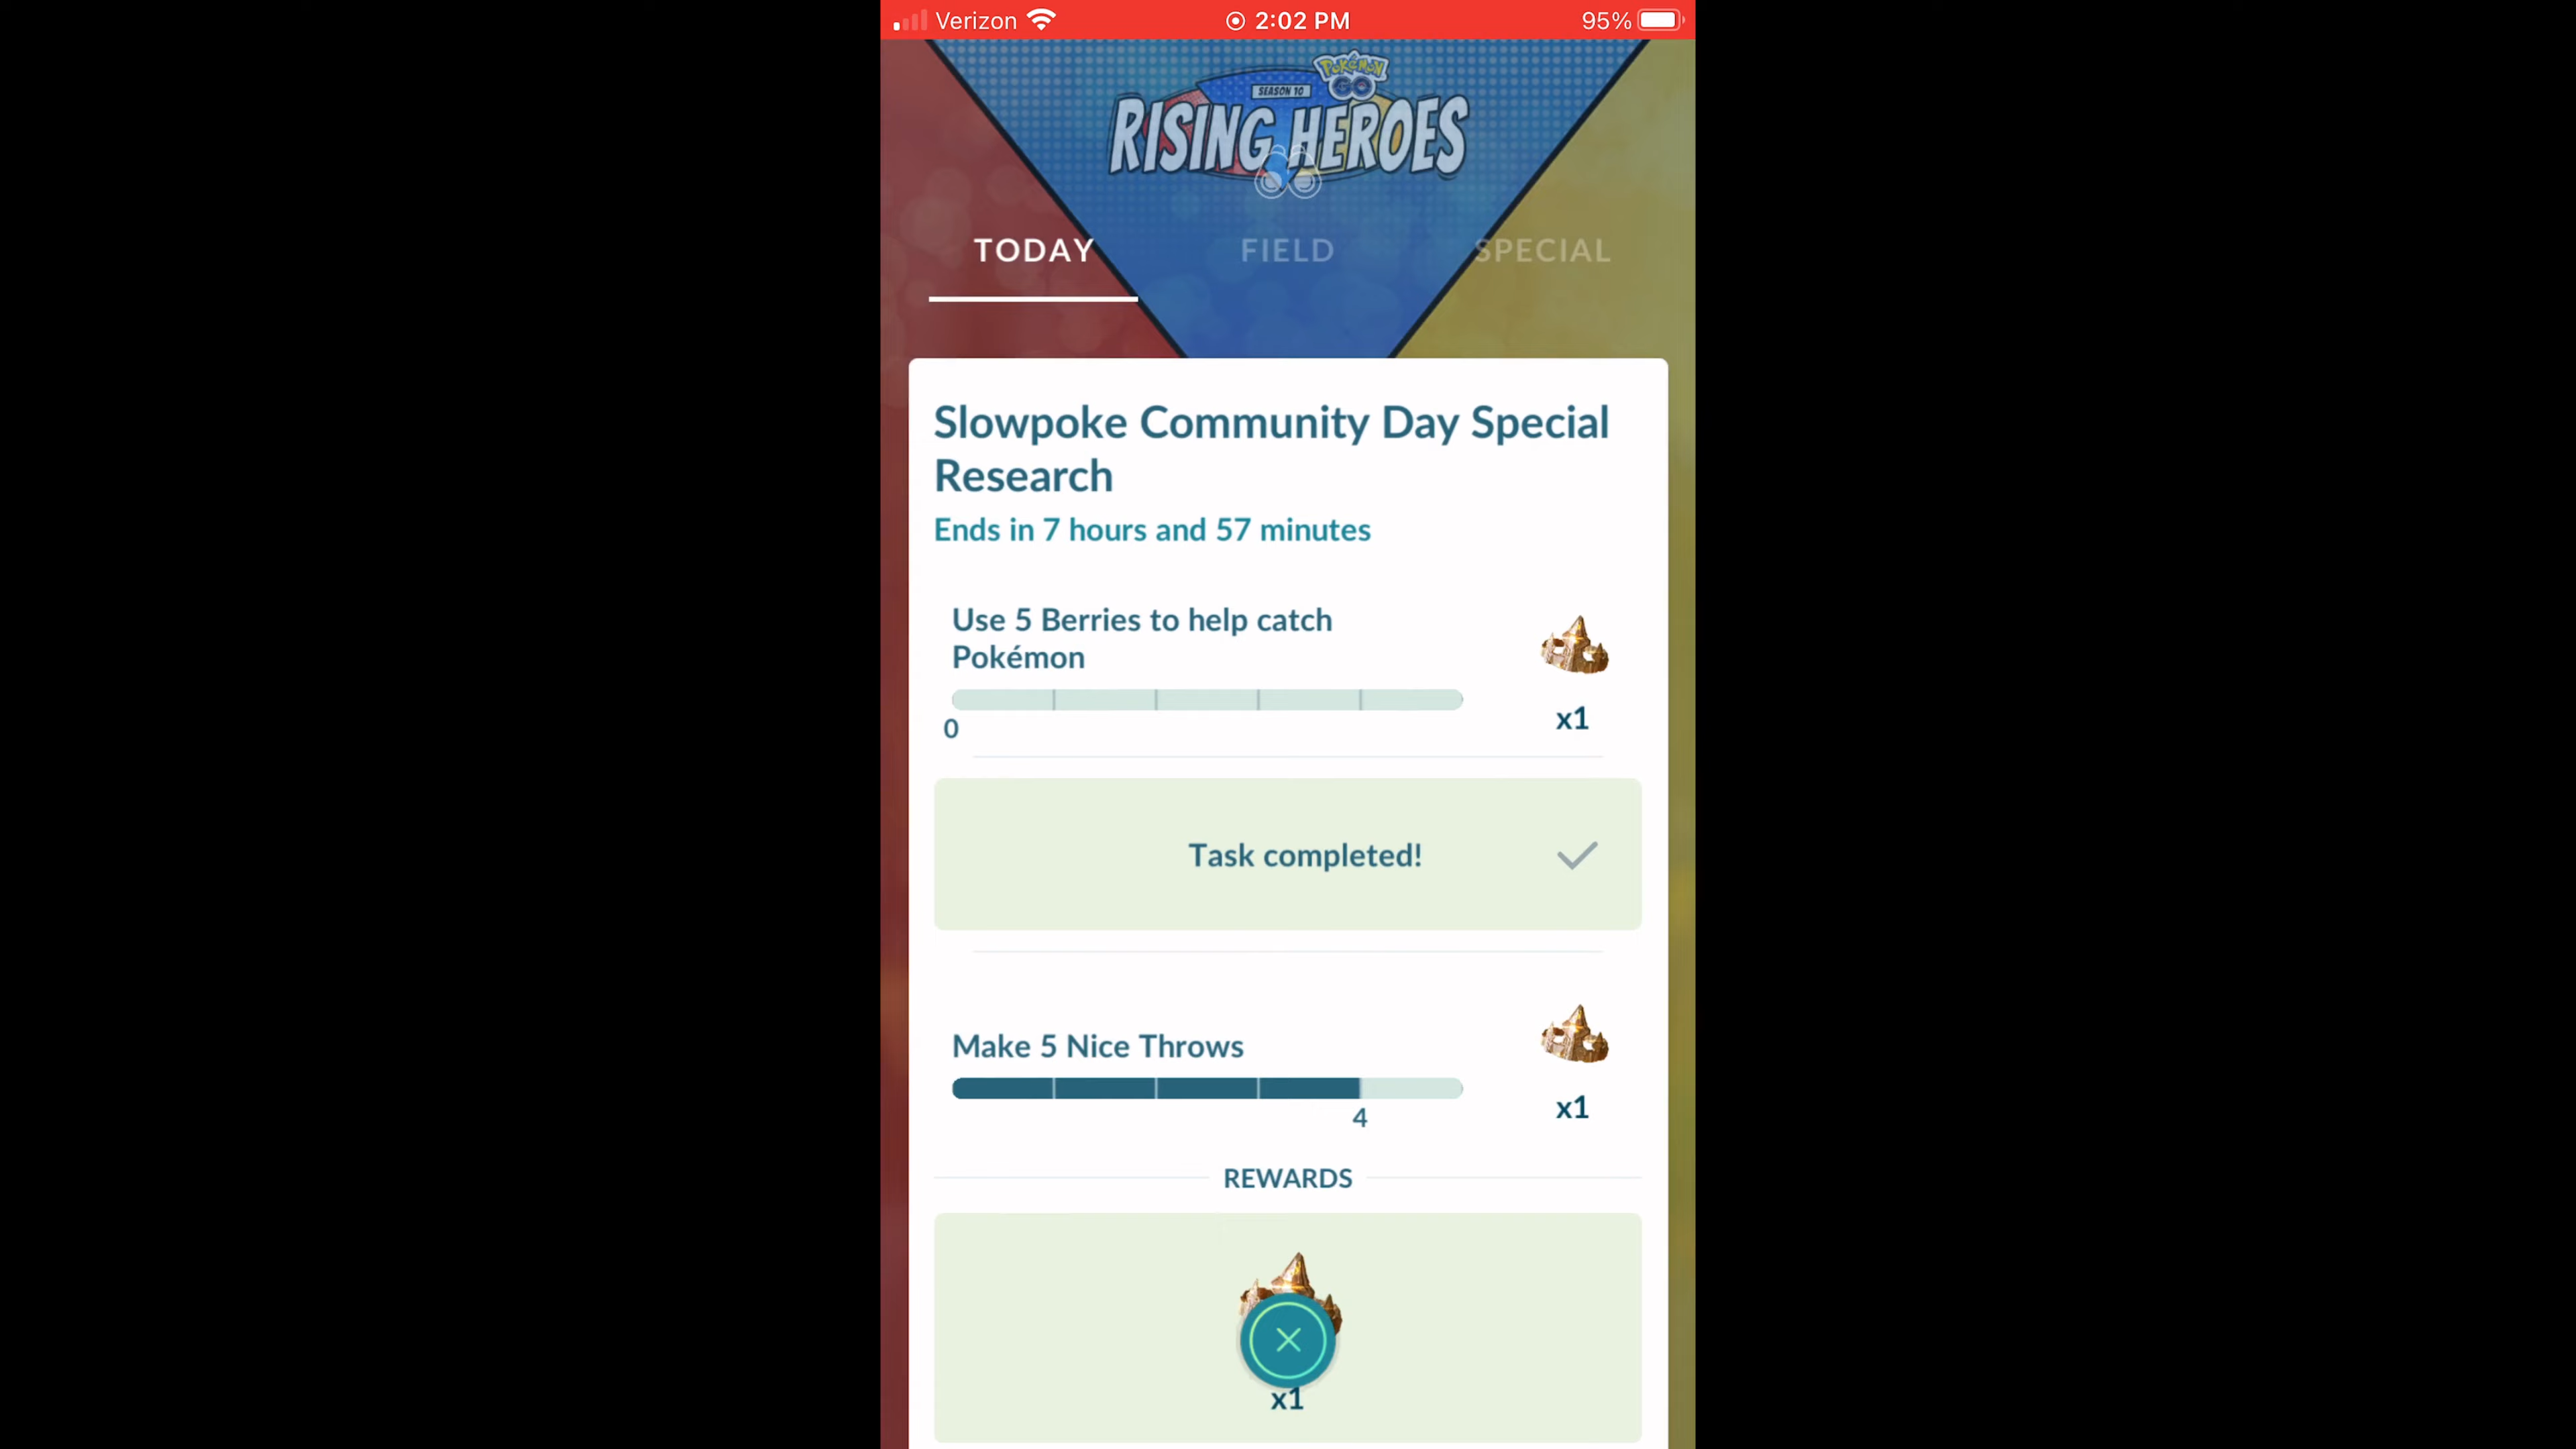 Verizon
2:02 PM
95%
POKéMON
GO
SEASON 10
RISING HEROES
TODAY
FIELD
SPECIAL
Slowpoke Community Day Special
Research
Ends in 7 hours and 57 minutes
Use 5 Berries to help catch
Pokémon
0
x1
Task completed!
Make 5 Nice Throws
4
x1
REWARDS
x1